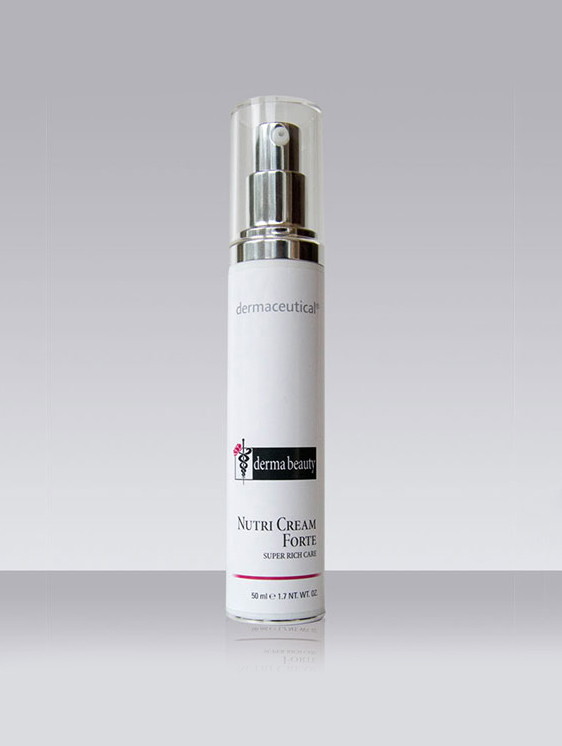 dermaceutical®
derma beauty
NUTRI CREAM
FORTE
SUPER RICH CARE
50 ml ℮ 1.7 NT. WT. OZ.